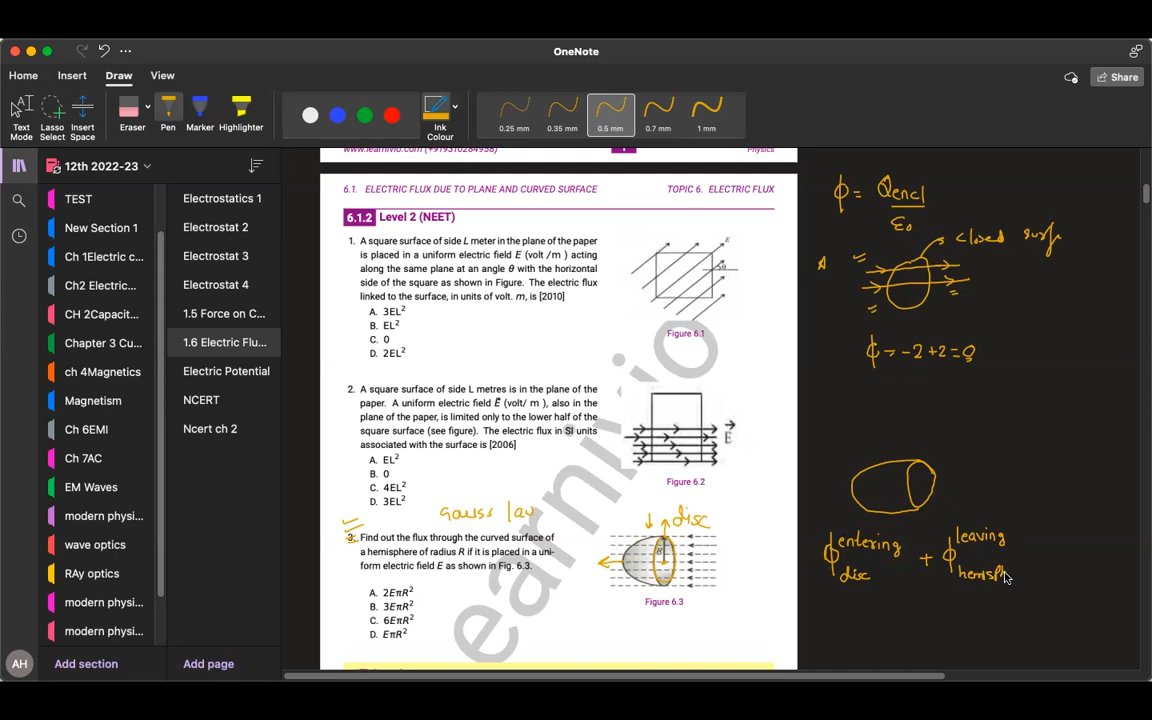 OneNote
Home Insert Draw View
Share
Text Mode
Lasso Select
Insert Space
Eraser
Pen
Marker
Highlighter
Ink Colour
0.25 mm
0.35 mm
0.5 mm
0.7 mm
1 mm
12th 2022-23
TEST
New Section 1
Ch 1Electric c...
Ch2 Electric...
CH 2Capacit...
Chapter 3 Cu...
ch 4Magnetics
Magnetism
Ch 6EMI
Ch 7AC
EM Waves
modern physi...
wave optics
RAy optics
modern physi...
modern physi...
AH
Add section
Electrostatics 1
Electrostat 2
Electrostat 3
Electrostat 4
1.5 Force on C...
1.6 Electric Flu...
Electric Potential
NCERT
Ncert ch 2
Add page
www.learnivio.com (+919310284958)
Physics
6.1. ELECTRIC FLUX DUE TO PLANE AND CURVED SURFACE TOPIC 6. ELECTRIC FLUX
6.1.2 Level 2 (NEET)
1. A square surface of side L meter in the plane of the paper
is placed in a uniform electric field E (volt /m ) acting
along the same plane at an angle θ with the horizontal
side of the square as shown in Figure. The electric flux
linked to the surface, in units of volt. m, is [2010]
A. 3EL²
B. EL²
C. 0
D. 2EL²
E
θ
Figure 6.1
2. A square surface of side L metres is in the plane of the
paper. A uniform electric field E⃗ (volt/ m ), also in the
plane of the paper, is limited only to the lower half of the
square surface (see figure). The electric flux in SI units
associated with the surface is [2006]
A. EL²
B. 0
C. 4EL²
D. 3EL²
E⃗
Figure 6.2
gauss law
3. Find out the flux through the curved surface of
a hemisphere of radius R if it is placed in a uni-
form electric field E as shown in Fig. 6.3.
A. 2EπR²
B. 3EπR²
C. 6EπR²
D. EπR²
disc
R
Figure 6.3
earnivio
ϕ = Qencl
ε₀
closed surf
ϕ = -2 + 2 = 0
ϕ entering disc + ϕ leaving hemisph